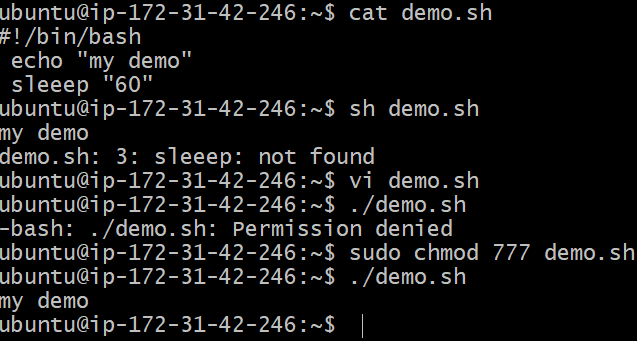 ubuntu@ip-172-31-42-246:~$ cat demo.sh
#!/bin/bash
echo "my demo"
sleeep "60"
ubuntu@ip-172-31-42-246:~$ sh demo.sh
my demo
demo.sh: 3: sleeep: not found
ubuntu@ip-172-31-42-246:~$ vi demo.sh
ubuntu@ip-172-31-42-246:~$ ./demo.sh
-bash: ./demo.sh: Permission denied
ubuntu@ip-172-31-42-246:~$ sudo chmod 777 demo.sh
ubuntu@ip-172-31-42-246:~$ ./demo.sh
my demo
ubuntu@ip-172-31-42-246:~$